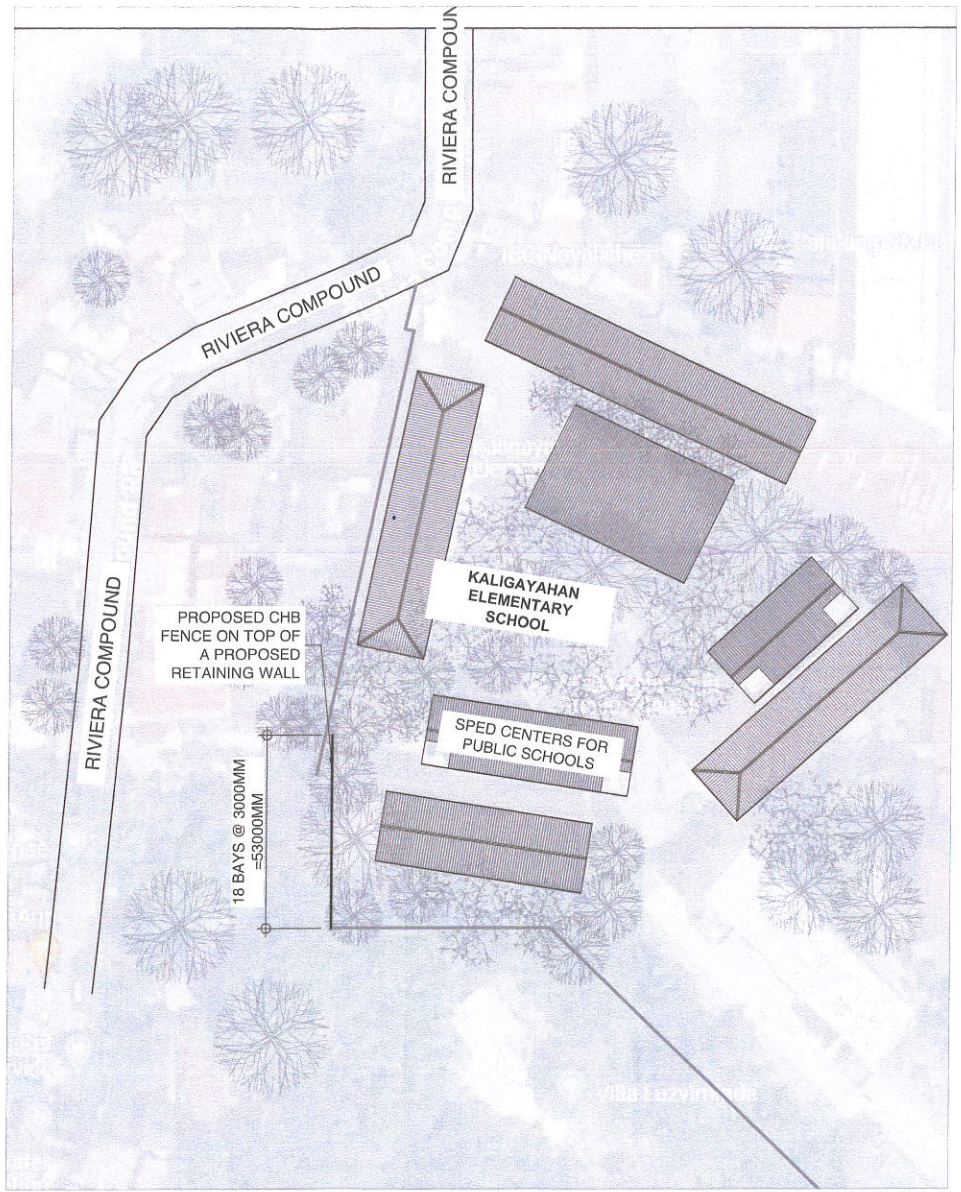 RIVIERA COMPOUN
RIVIERA COMPOUND
RIVIERA COMPOUND
KALIGAYAHAN
ELEMENTARY
SCHOOL
PROPOSED CHB
FENCE ON TOP OF
A PROPOSED
RETAINING WALL
SPED CENTERS FOR
PUBLIC SCHOOLS
18 BAYS @ 3000MM
=53000MM